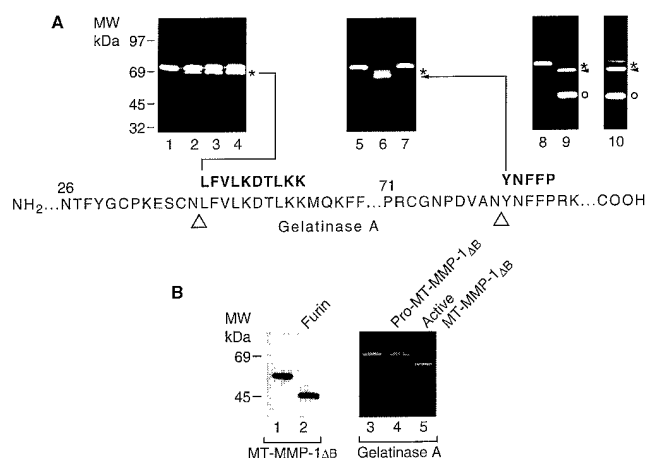 A
MW
kDa
97
69
45
32
*
1 2 3 4
*
5 6 7
*
o
8 9
*
o
10
LFVLKDTLKK
YNFFP
26
71
NH2...NTFYGCPKESCNLFVLKDTLKKMQKFF...PRCGNPDVANYNFFPRK...COOH
Gelatinase A
B
MW
kDa
69
45
Furin
1 2
MT-MMP-1ΔB
Pro-MT-MMP-1ΔB
Active
MT-MMP-1ΔB
3 4 5
Gelatinase A